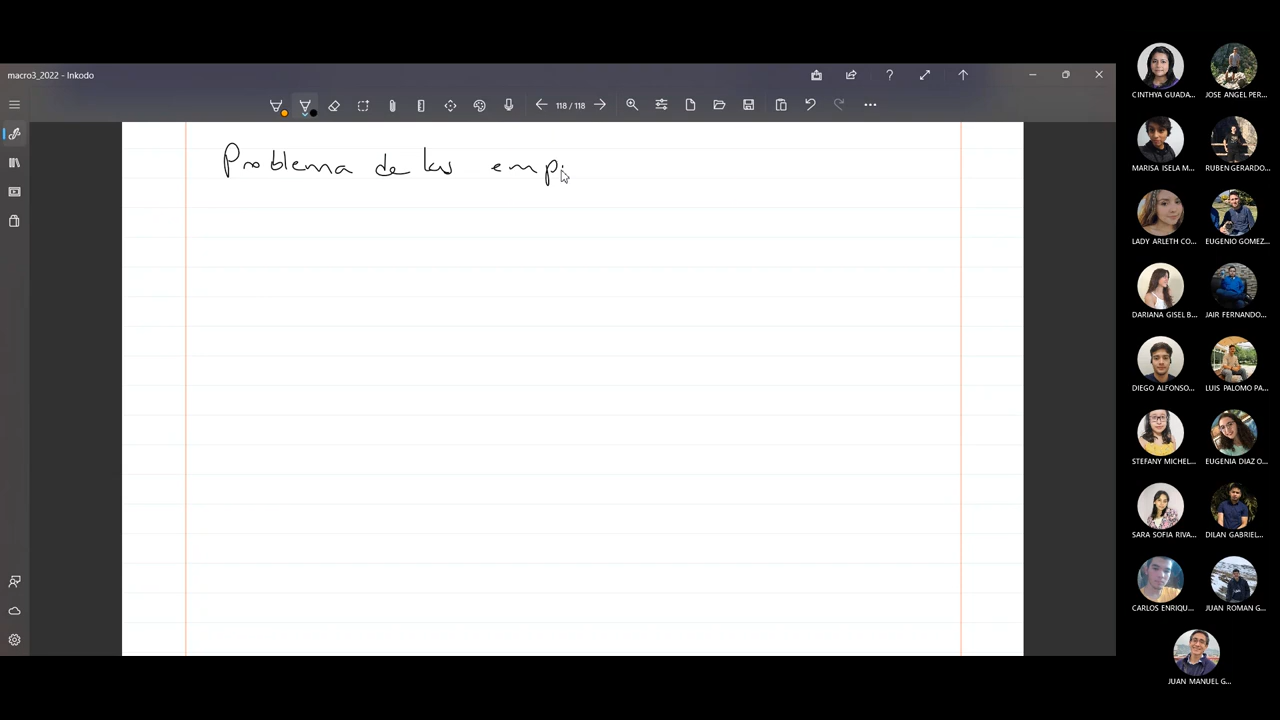 macro3_2022 - Inkodo
118 / 118
Problema de las emp
CINTHYA GUADA...
JOSE ANGEL PER...
MARISA ISELA M...
RUBEN GERARDO...
LADY ARLETH CO...
EUGENIO GOMEZ...
DARIANA GISEL B...
JAIR FERNANDO...
DIEGO ALFONSO...
LUIS PALOMO PA...
STEFANY MICHEL...
EUGENIA DIAZ O...
SARA SOFIA RIVA...
DILAN GABRIEL...
CARLOS ENRIQU...
JUAN ROMAN G...
JUAN MANUEL G...